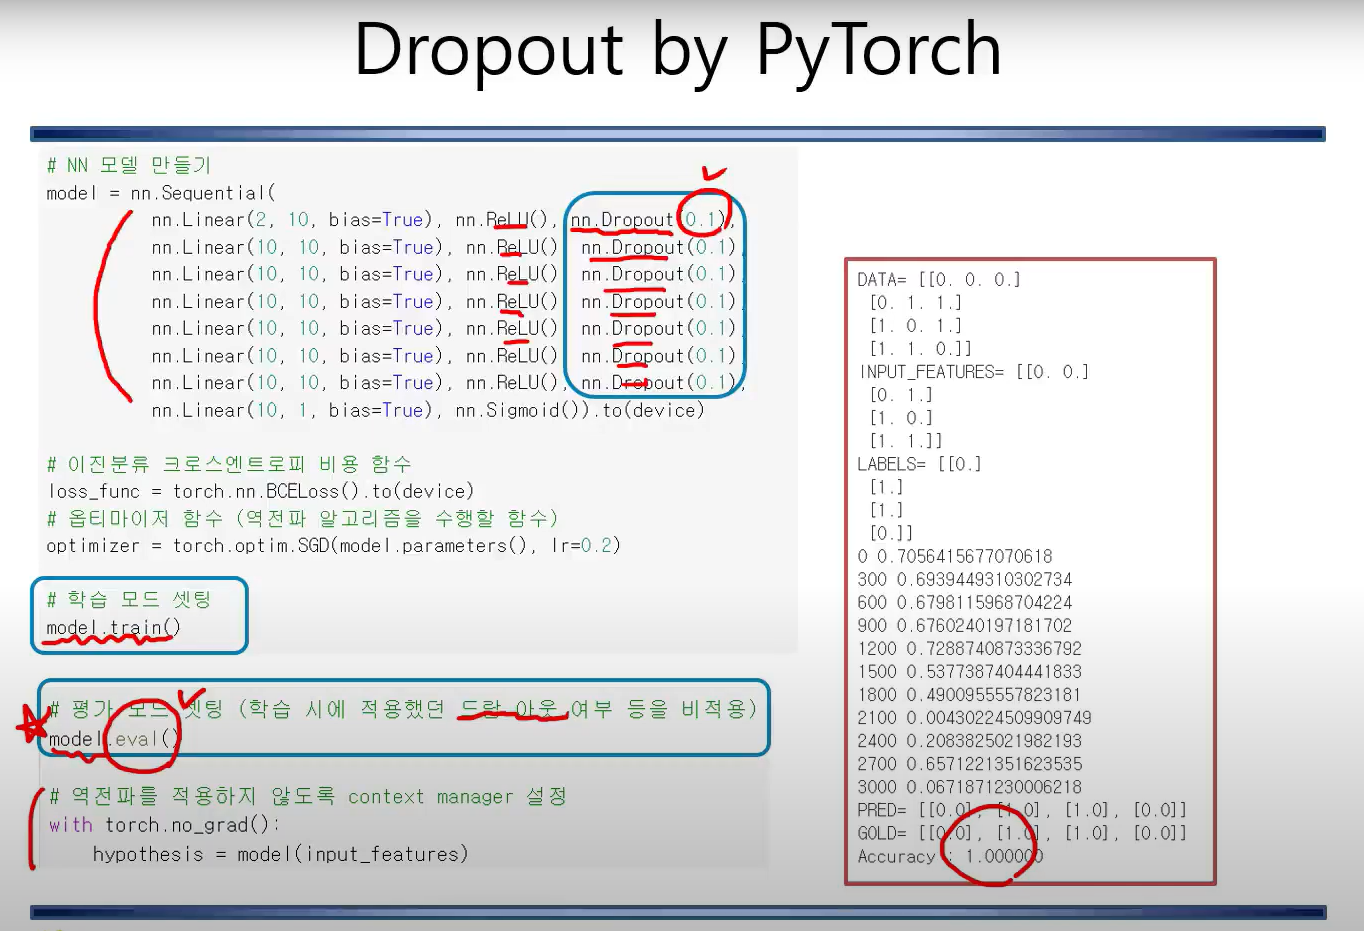 Dropout by PyTorch
# NN 모델 만들기
model = nn.Sequential(
nn.Linear(2, 10, bias=True), nn.ReLU(), nn.Dropout(0.1),
nn.Linear(10, 10, bias=True), nn.ReLU() nn.Dropout(0.1)
nn.Linear(10, 10, bias=True), nn.ReLU() nn.Dropout(0.1)
nn.Linear(10, 10, bias=True), nn.ReLU() nn.Dropout(0.1)
nn.Linear(10, 10, bias=True), nn.ReLU() nn.Dropout(0.1)
nn.Linear(10, 10, bias=True), nn.ReLU() nn.Dropout(0.1)
nn.Linear(10, 10, bias=True), nn.ReLU(), nn.Dropout(0.1),
nn.Linear(10, 1, bias=True), nn.Sigmoid()).to(device)
# 이진분류 크로스엔트로피 비용 함수
loss_func = torch.nn.BCELoss().to(device)
# 옵티마이저 함수 (역전파 알고리즘을 수행할 함수)
optimizer = torch.optim.SGD(model.parameters(), lr=0.2)
# 학습 모드 셋팅
model.train()
# 평가 모드 셋팅 (학습 시에 적용했던 드랍 아웃 여부 등을 비적용)
model.eval()
# 역전파를 적용하지 않도록 context manager 설정
with torch.no_grad():
hypothesis = model(input_features)
DATA= [[0. 0. 0.]
[0. 1. 1.]
[1. 0. 1.]
[1. 1. 0.]]
INPUT_FEATURES= [[0. 0.]
[0. 1.]
[1. 0.]
[1. 1.]]
LABELS= [[0.]
[1.]
[1.]
[0.]]
0 0.7056415677070618
300 0.6939449310302734
600 0.6798115968704224
900 0.6760240197181702
1200 0.7288740873336792
1500 0.5377387404441833
1800 0.4900955557823181
2100 0.00430224509909749
2400 0.2083825021982193
2700 0.6571221351623535
3000 0.0671871230006218
PRED= [[0.0], [1.0], [1.0], [0.0]]
GOLD= [[0.0], [1.0], [1.0], [0.0]]
Accuracy : 1.000000